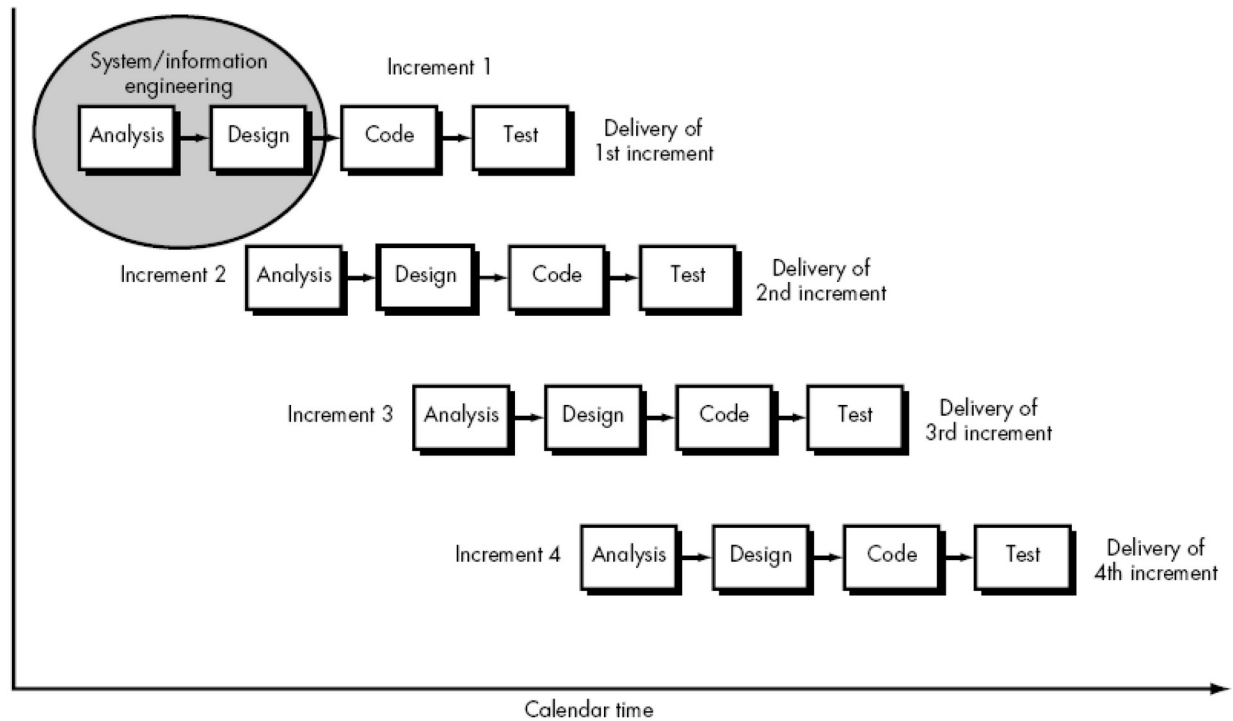 System/information
engineering
Increment 1
Analysis
Design
Code
Test
Delivery of
1st increment
Increment 2
Analysis
Design
Code
Test
Delivery of
2nd increment
Increment 3
Analysis
Design
Code
Test
Delivery of
3rd increment
Increment 4
Analysis
Design
Code
Test
Delivery of
4th increment
Calendar time